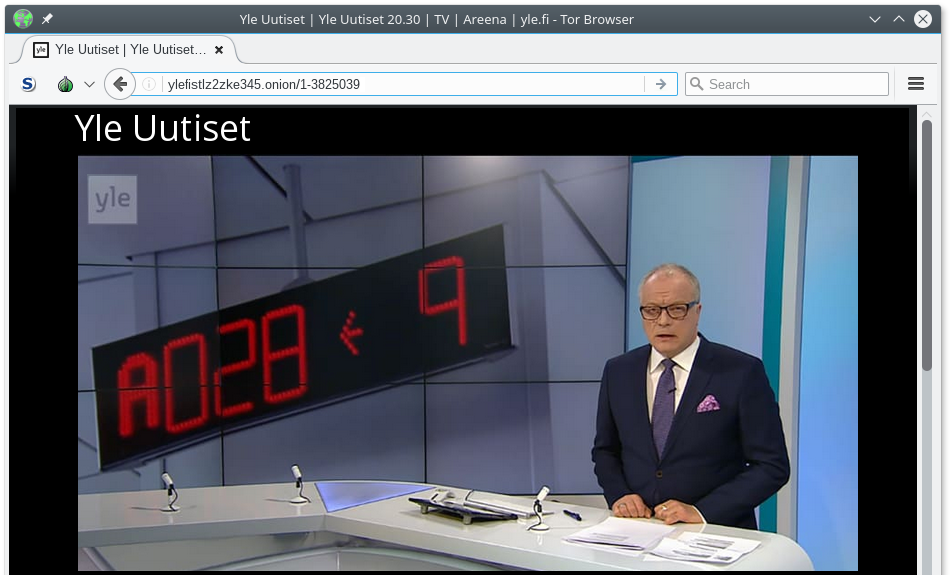 Yle Uutiset | Yle Uutiset 20.30 | TV | Areena | yle.fi - Tor Browser
yle Yle Uutiset | Yle Uutiset…
S
ylefistlz2zke345.onion/1-3825039
Search
Yle Uutiset
yle
A028 < 9